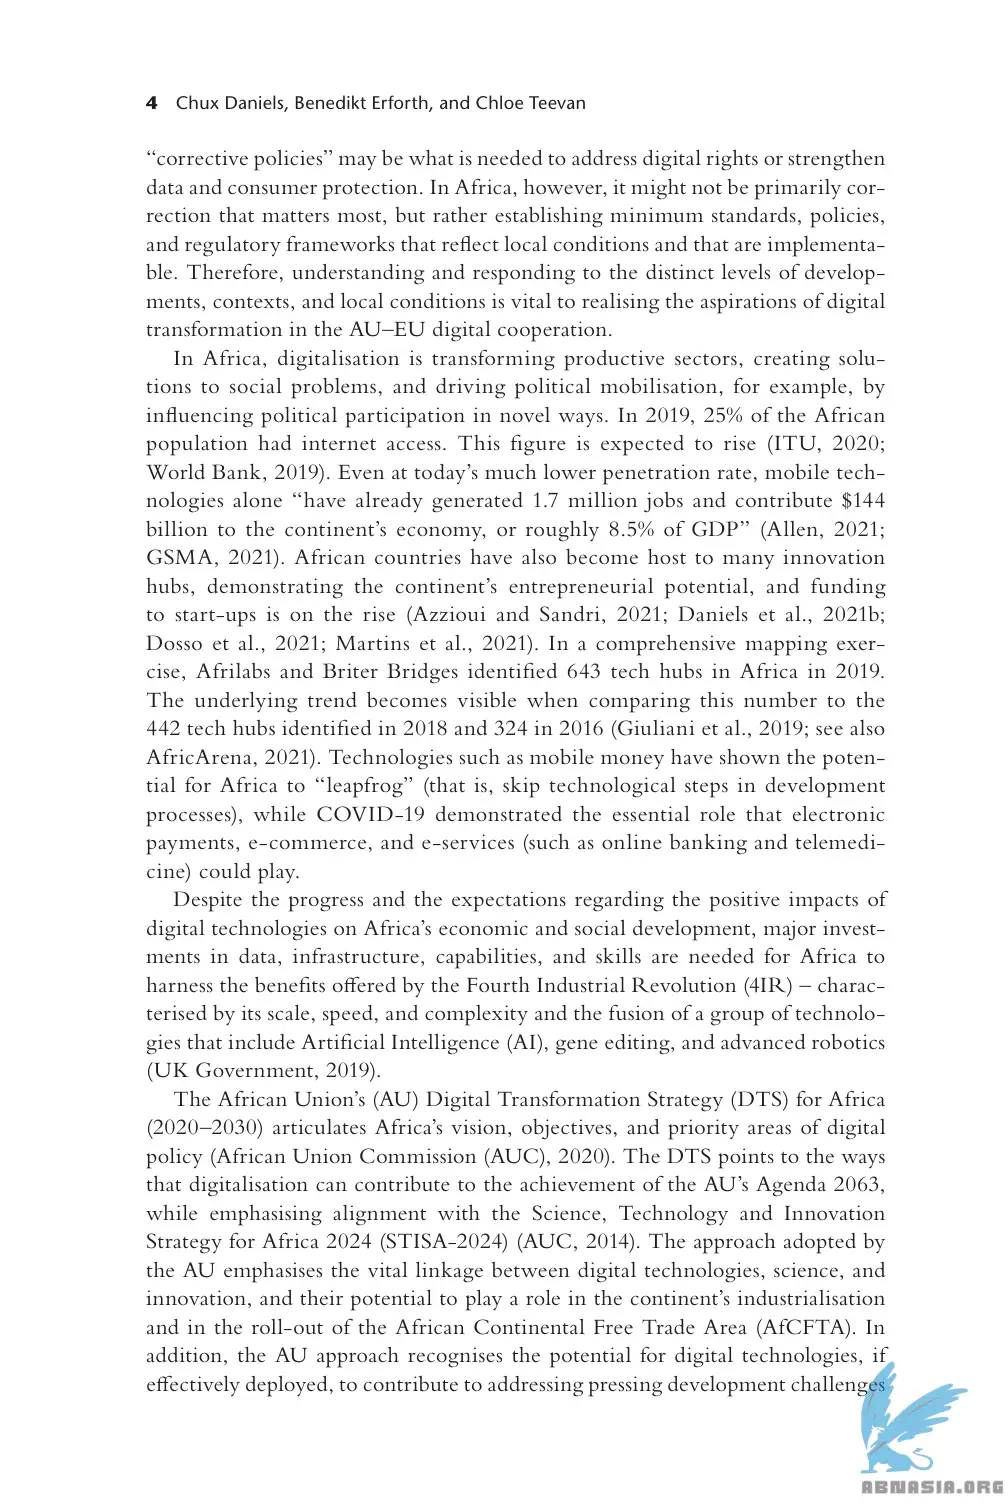 4 Chux Daniels, Benedikt Erforth, and Chloe Teevan
“corrective policies” may be what is needed to address digital rights or strengthen
data and consumer protection. In Africa, however, it might not be primarily cor-
rection that matters most, but rather establishing minimum standards, policies,
and regulatory frameworks that reflect local conditions and that are implementa-
ble. Therefore, understanding and responding to the distinct levels of develop-
ments, contexts, and local conditions is vital to realising the aspirations of digital
transformation in the AU–EU digital cooperation.
In Africa, digitalisation is transforming productive sectors, creating solu-
tions to social problems, and driving political mobilisation, for example, by
influencing political participation in novel ways. In 2019, 25% of the African
population had internet access. This figure is expected to rise (ITU, 2020;
World Bank, 2019). Even at today’s much lower penetration rate, mobile tech-
nologies alone “have already generated 1.7 million jobs and contribute $144
billion to the continent’s economy, or roughly 8.5% of GDP” (Allen, 2021;
GSMA, 2021). African countries have also become host to many innovation
hubs, demonstrating the continent’s entrepreneurial potential, and funding
to start-ups is on the rise (Azzioui and Sandri, 2021; Daniels et al., 2021b;
Dosso et al., 2021; Martins et al., 2021). In a comprehensive mapping exer-
cise, Afrilabs and Briter Bridges identified 643 tech hubs in Africa in 2019.
The underlying trend becomes visible when comparing this number to the
442 tech hubs identified in 2018 and 324 in 2016 (Giuliani et al., 2019; see also
AfricArena, 2021). Technologies such as mobile money have shown the poten-
tial for Africa to “leapfrog” (that is, skip technological steps in development
processes), while COVID-19 demonstrated the essential role that electronic
payments, e-commerce, and e-services (such as online banking and telemedi-
cine) could play.
Despite the progress and the expectations regarding the positive impacts of
digital technologies on Africa’s economic and social development, major invest-
ments in data, infrastructure, capabilities, and skills are needed for Africa to
harness the benefits offered by the Fourth Industrial Revolution (4IR) – charac-
terised by its scale, speed, and complexity and the fusion of a group of technolo-
gies that include Artificial Intelligence (AI), gene editing, and advanced robotics
(UK Government, 2019).
The African Union’s (AU) Digital Transformation Strategy (DTS) for Africa
(2020–2030) articulates Africa’s vision, objectives, and priority areas of digital
policy (African Union Commission (AUC), 2020). The DTS points to the ways
that digitalisation can contribute to the achievement of the AU’s Agenda 2063,
while emphasising alignment with the Science, Technology and Innovation
Strategy for Africa 2024 (STISA-2024) (AUC, 2014). The approach adopted by
the AU emphasises the vital linkage between digital technologies, science, and
innovation, and their potential to play a role in the continent’s industrialisation
and in the roll-out of the African Continental Free Trade Area (AfCFTA). In
addition, the AU approach recognises the potential for digital technologies, if
effectively deployed, to contribute to addressing pressing development challenges
ABNASIA.ORG